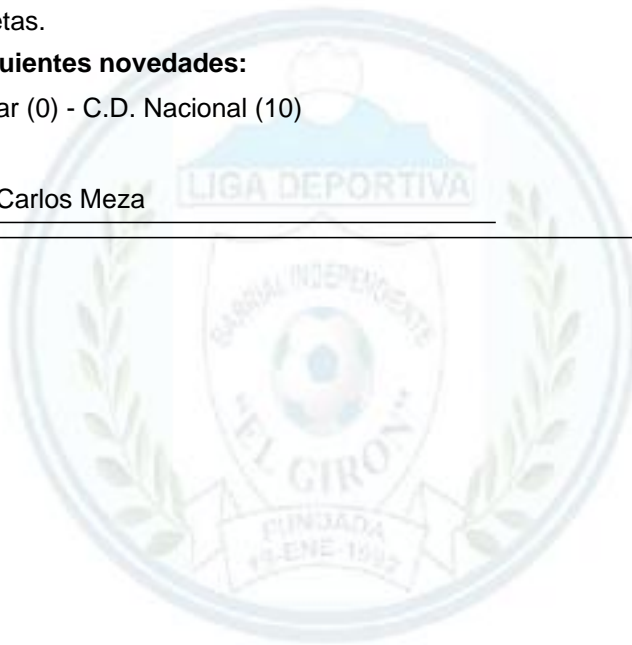 etas.
uientes novedades:
ar (0) - C.D. Nacional (10)
Carlos Meza
LIGA DEPORTIVA
BARRIAL INDEPENDIENTE
"EL GIRON"
FUNDADA